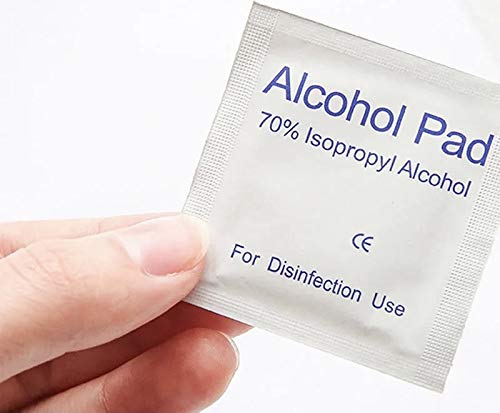 Alcohol Pad
70% Isopropyl Alcohol
CE
For Disinfection Use